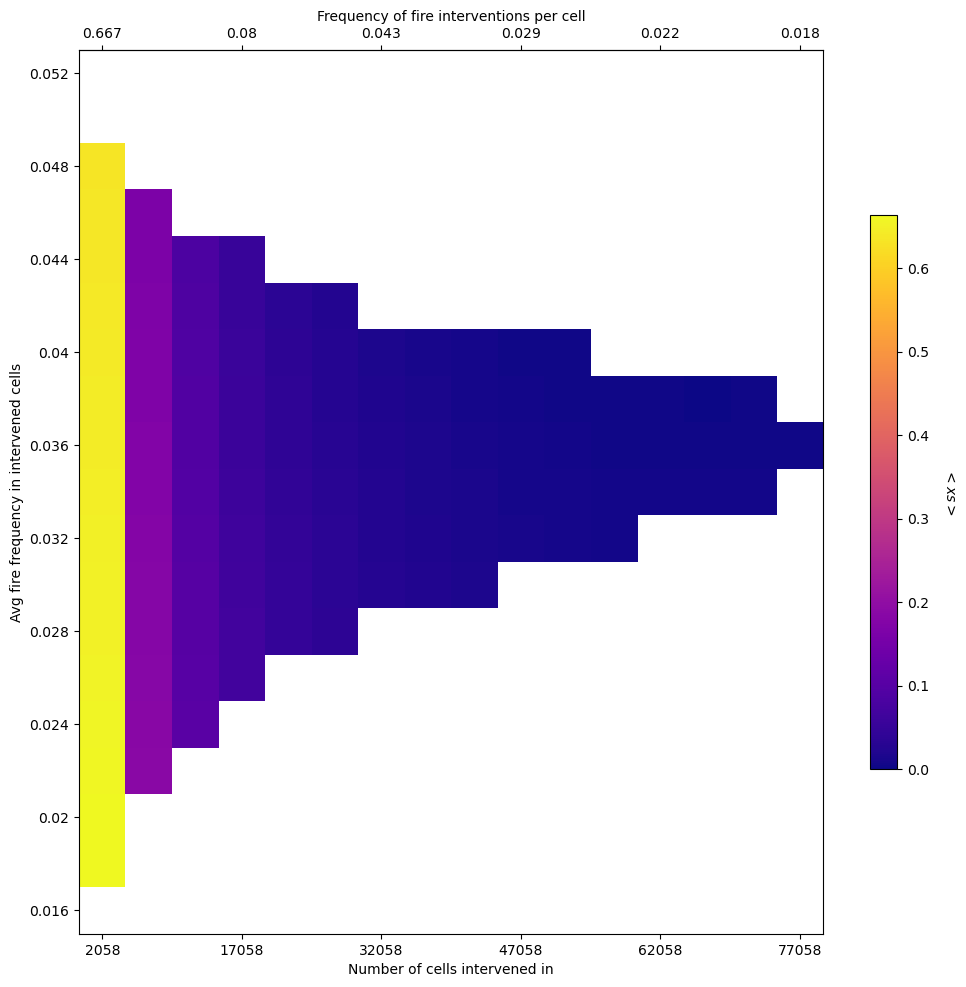 Frequency of fire interventions per cell
0.667 0.08 0.043 0.029 0.022 0.018
0.052
0.048
0.044
0.04
0.036
0.032
0.028
0.024
0.02
0.016
Avg fire frequency in intervened cells
2058 17058 32058 47058 62058 77058
Number of cells intervened in
0.6
0.5
0.4
0.3
0.2
0.1
0.0
< sx >